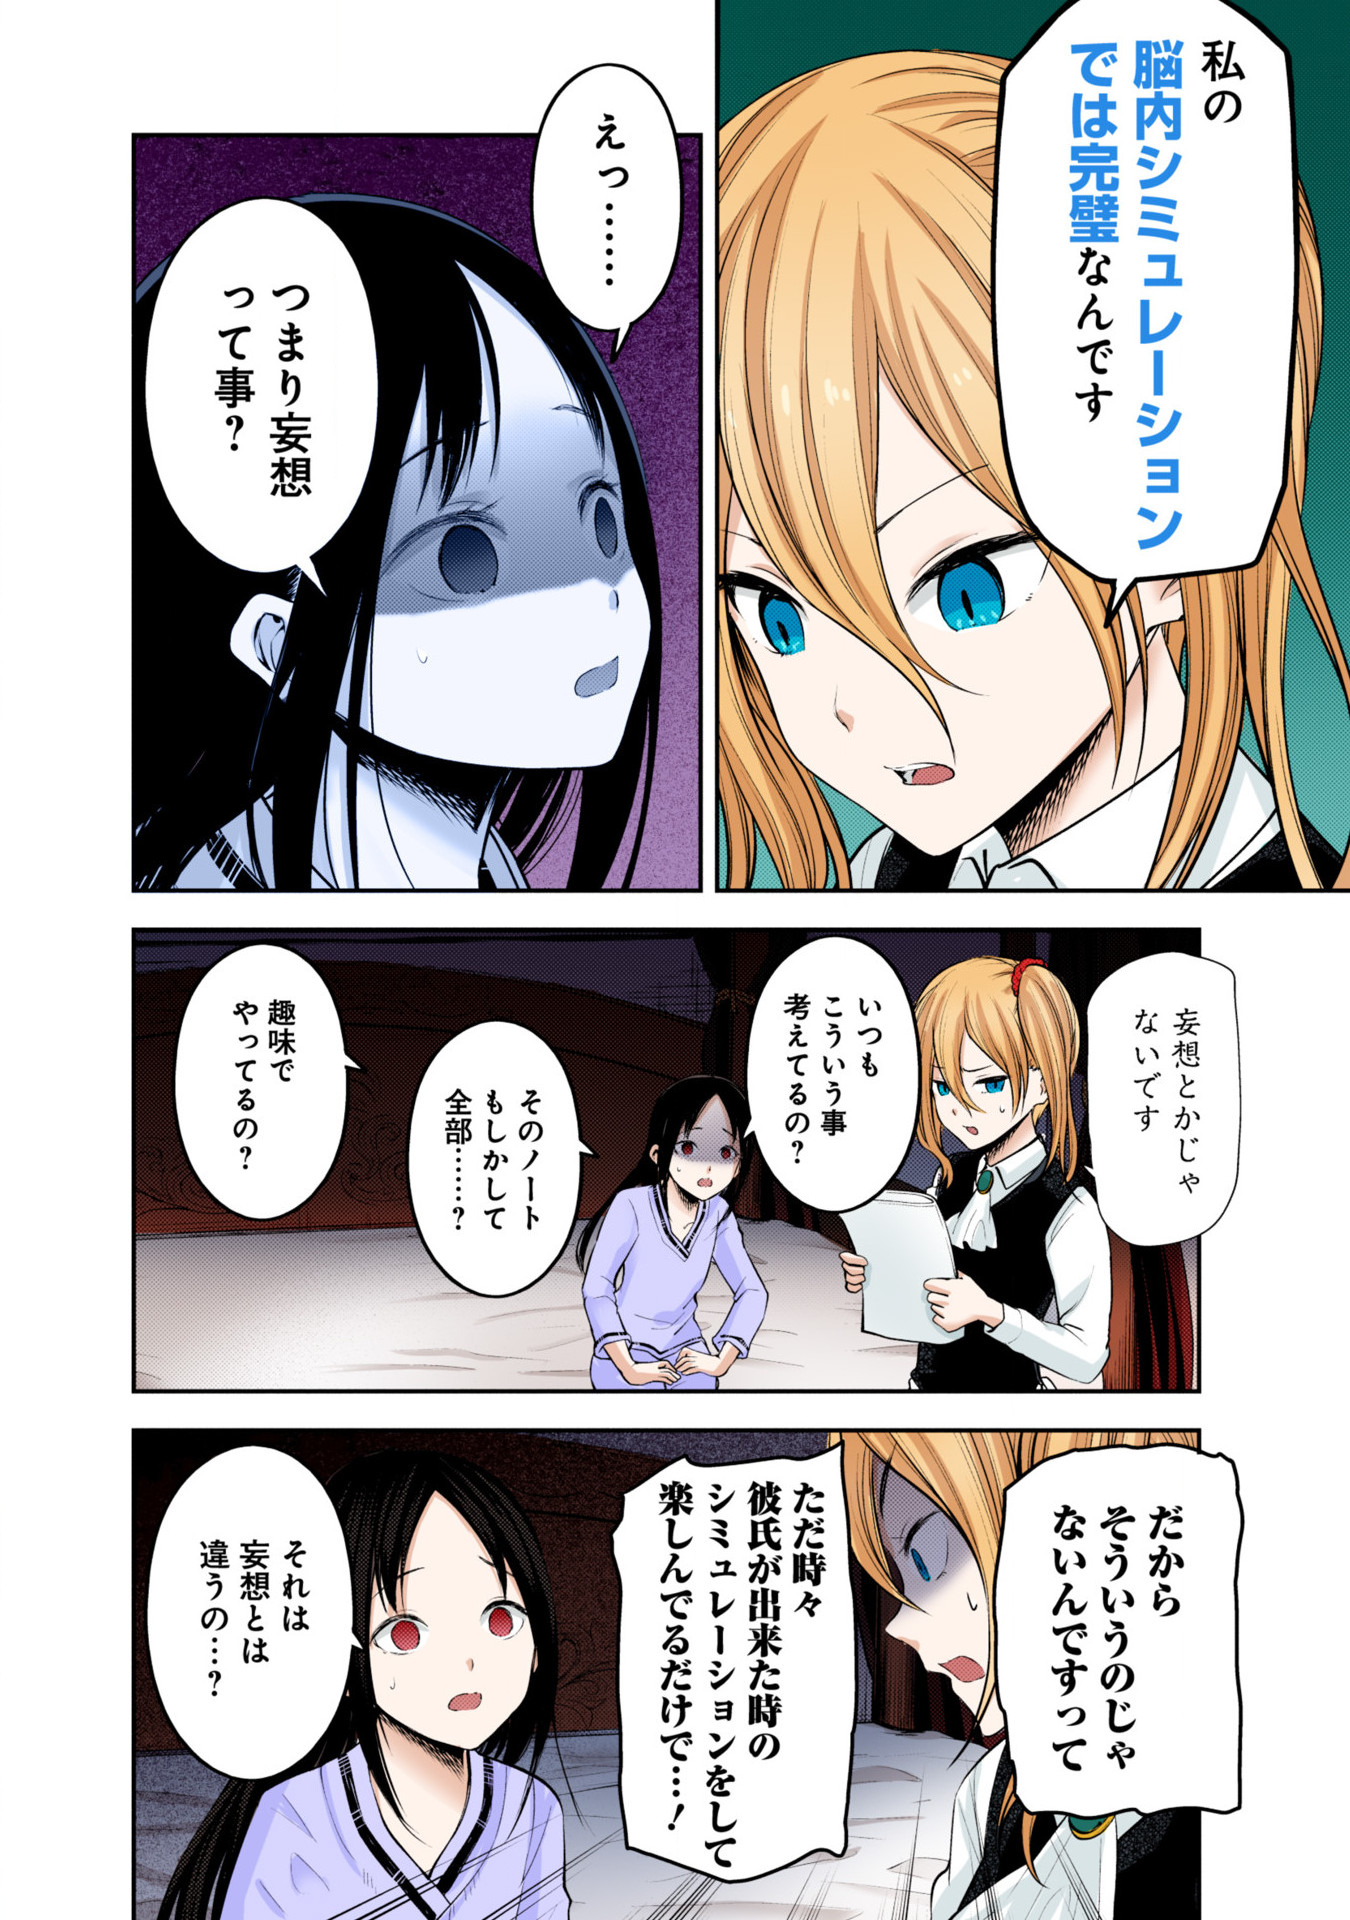 私の
脳内シミュレーション
では完璧なんです
えっ……
つまり妄想
って事？
妄想とかじゃ
ないです
いつも
こういう事
考えてるの？
そのノート
もしかして
全部……？
趣味で
やってるの？
だから
そういうのじゃ
ないんですって
ただ時々
彼氏が出来た時の
シミュレーションをして
楽しんでるだけで…！
それは
妄想とは
違うの…？